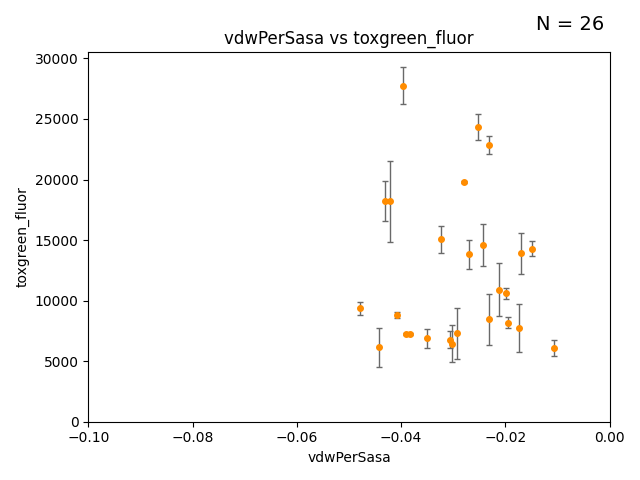 N = 26
vdwPerSasa vs toxgreen_fluor
30000
25000
20000
15000
10000
5000
0
toxgreen_fluor
−0.10 −0.08 −0.06 −0.04 −0.02 0.00
vdwPerSasa